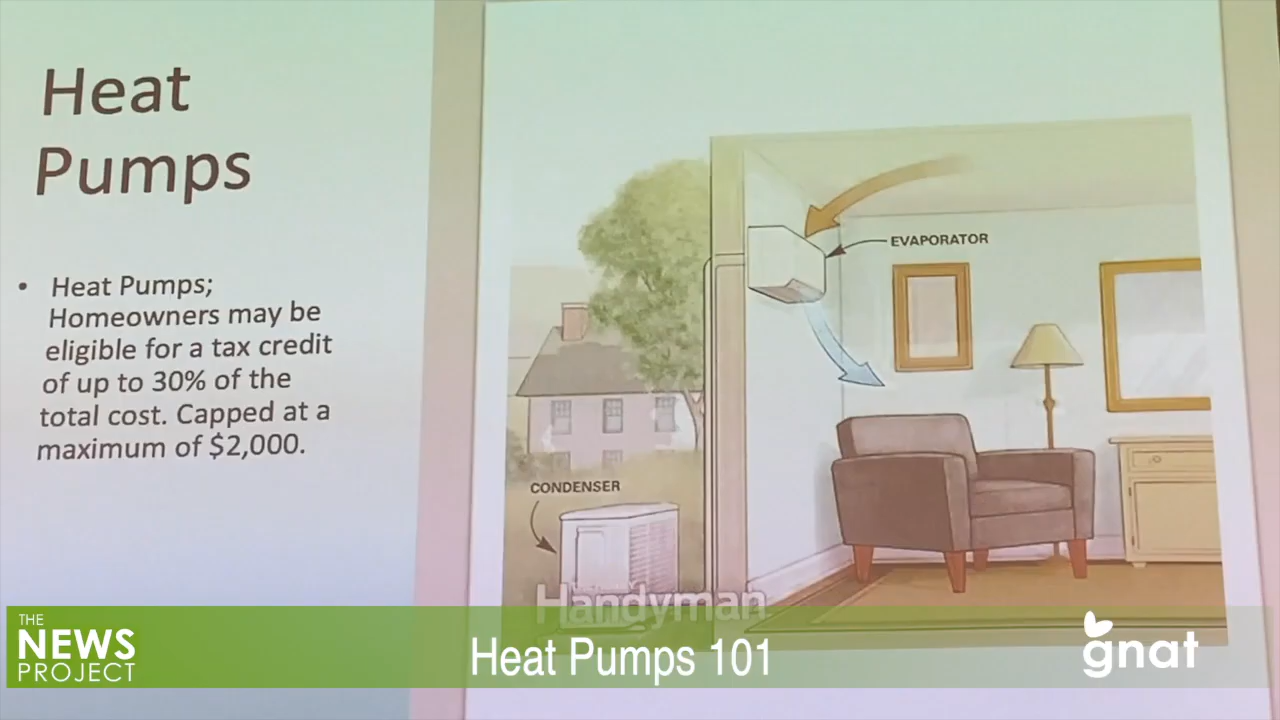 Heat
Pumps
• Heat Pumps;
Homeowners may be
eligible for a tax credit
of up to 30% of the
total cost. Capped at a
maximum of $2,000.
EVAPORATOR
CONDENSER
Handyman
THE
NEWS
PROJECT
Heat Pumps 101
gnat